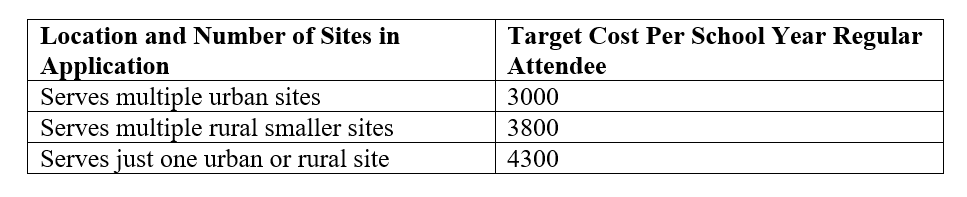 Location and Number of Sites in
Application
Target Cost Per School Year Regular
Attendee
Serves multiple urban sites
3000
Serves multiple rural smaller sites
3800
Serves just one urban or rural site
4300